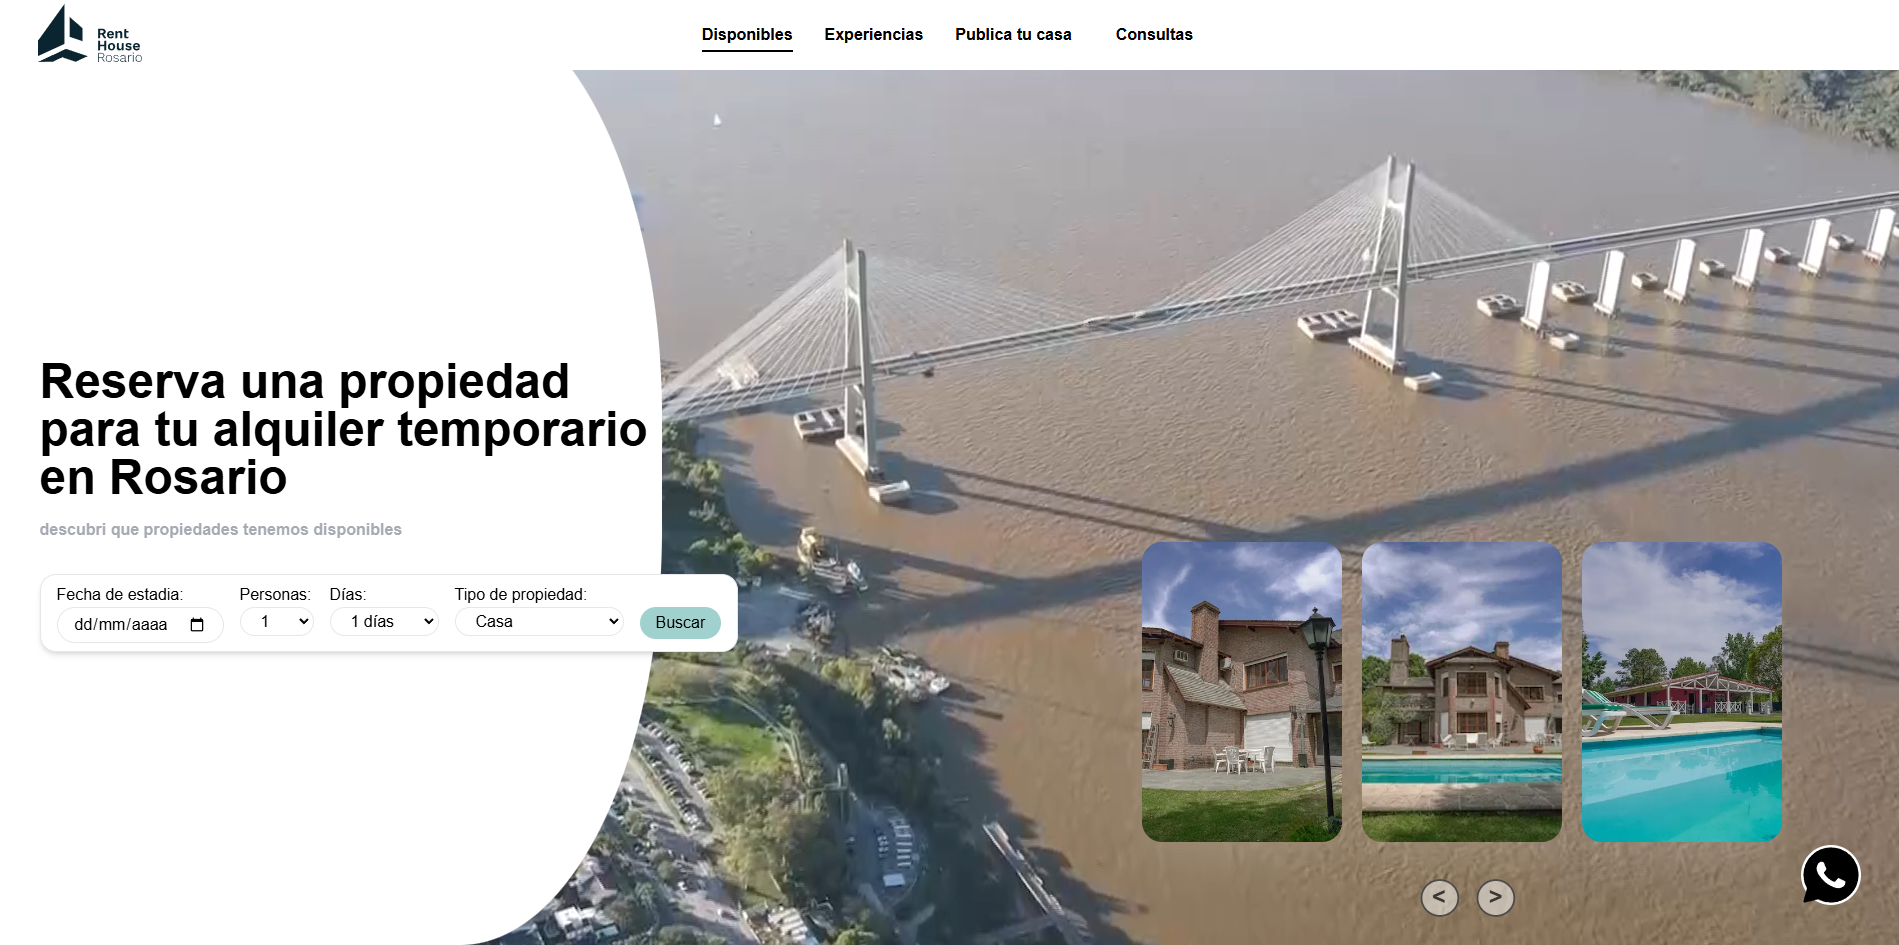 Rent
House
Rosario
Disponibles
Experiencias
Publica tu casa
Consultas
Reserva una propiedad
para tu alquiler temporario
en Rosario
descubri que propiedades tenemos disponibles
Fecha de estadia:
Personas:
Días:
Tipo de propiedad:
dd/mm/aaaa
1
1 días
Casa
Buscar
<
>